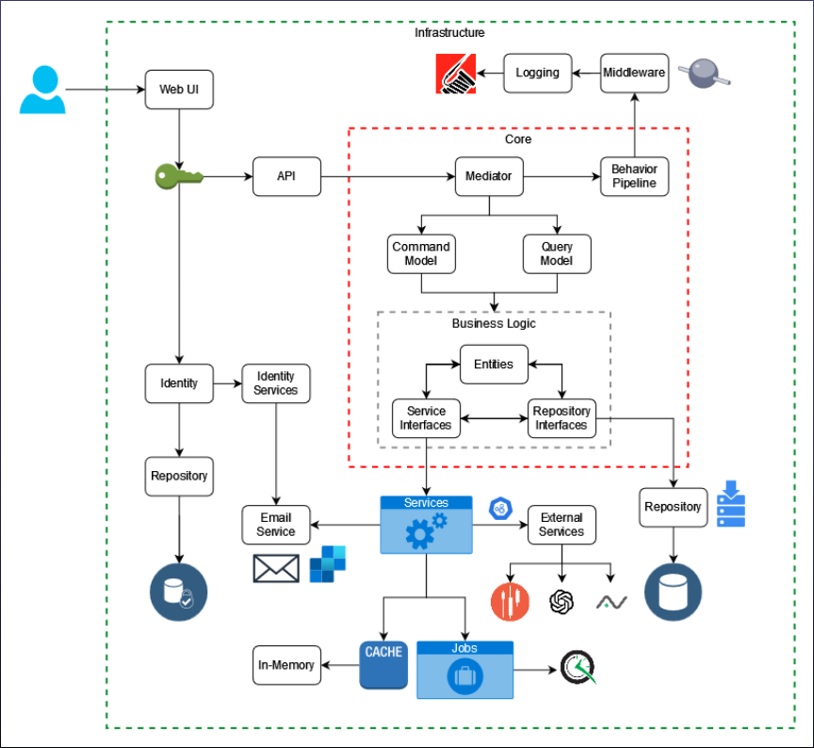 Infrastructure
Web UI
Logging
Middleware
Core
API
Mediator
Behavior
Pipeline
Command
Model
Query
Model
Business Logic
Entities
Identity
Identity
Services
Service
Interfaces
Repository
Interfaces
Repository
Services
Email
Service
External
Services
Repository
In-Memory
CACHE
Jobs